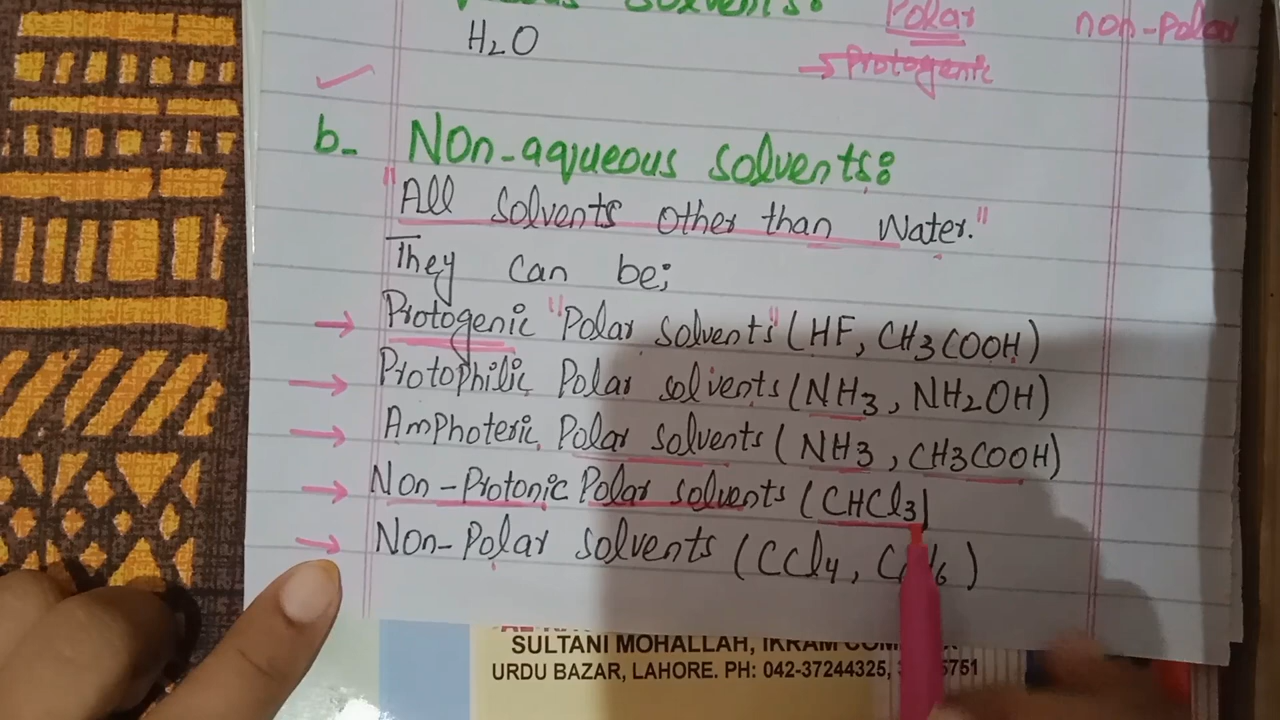 Solvents:
Polar non-Polar
H2O
→ Protogenic
b- Non-aqueous Solvents:
"All Solvents Other than Water."
They can be;
→ Protogenic "Polar Solvents" (HF, CH3COOH)
→ Protophilic Polar solvents (NH3, NH2OH)
→ Amphoteric Polar solvents (NH3, CH3COOH)
→ Non-Protonic Polar solvents (CHCl3)
→ Non-Polar Solvents (CCl4,
SULTANI MOHALLAH, IKRAM
URDU BAZAR, LAHORE. PH: 042-37244325,